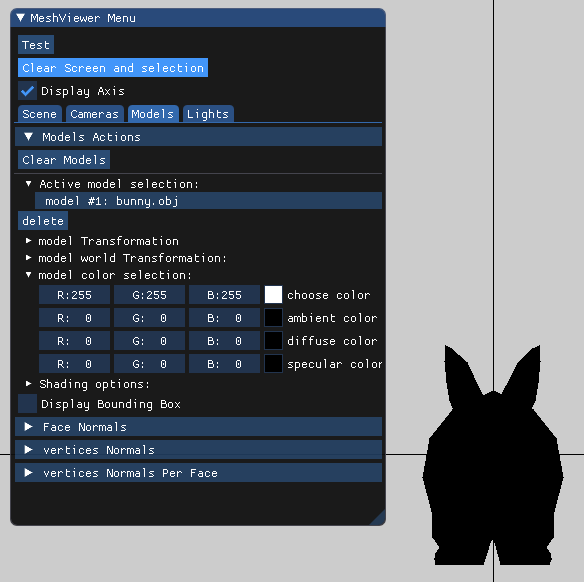 MeshViewer Menu
Test
Clear Screen and selection
Display Axis
Scene Cameras Models Lights
Models Actions
Clear Models
Active model selection:
model #1: bunny.obj
delete
model Transformation
model world Transformation:
model color selection:
R:255 G:255 B:255 choose color
R: 0 G: 0 B: 0 ambient color
R: 0 G: 0 B: 0 diffuse color
R: 0 G: 0 B: 0 specular color
Shading options:
Display Bounding Box
Face Normals
vertices Normals
vertices Normals Per Face